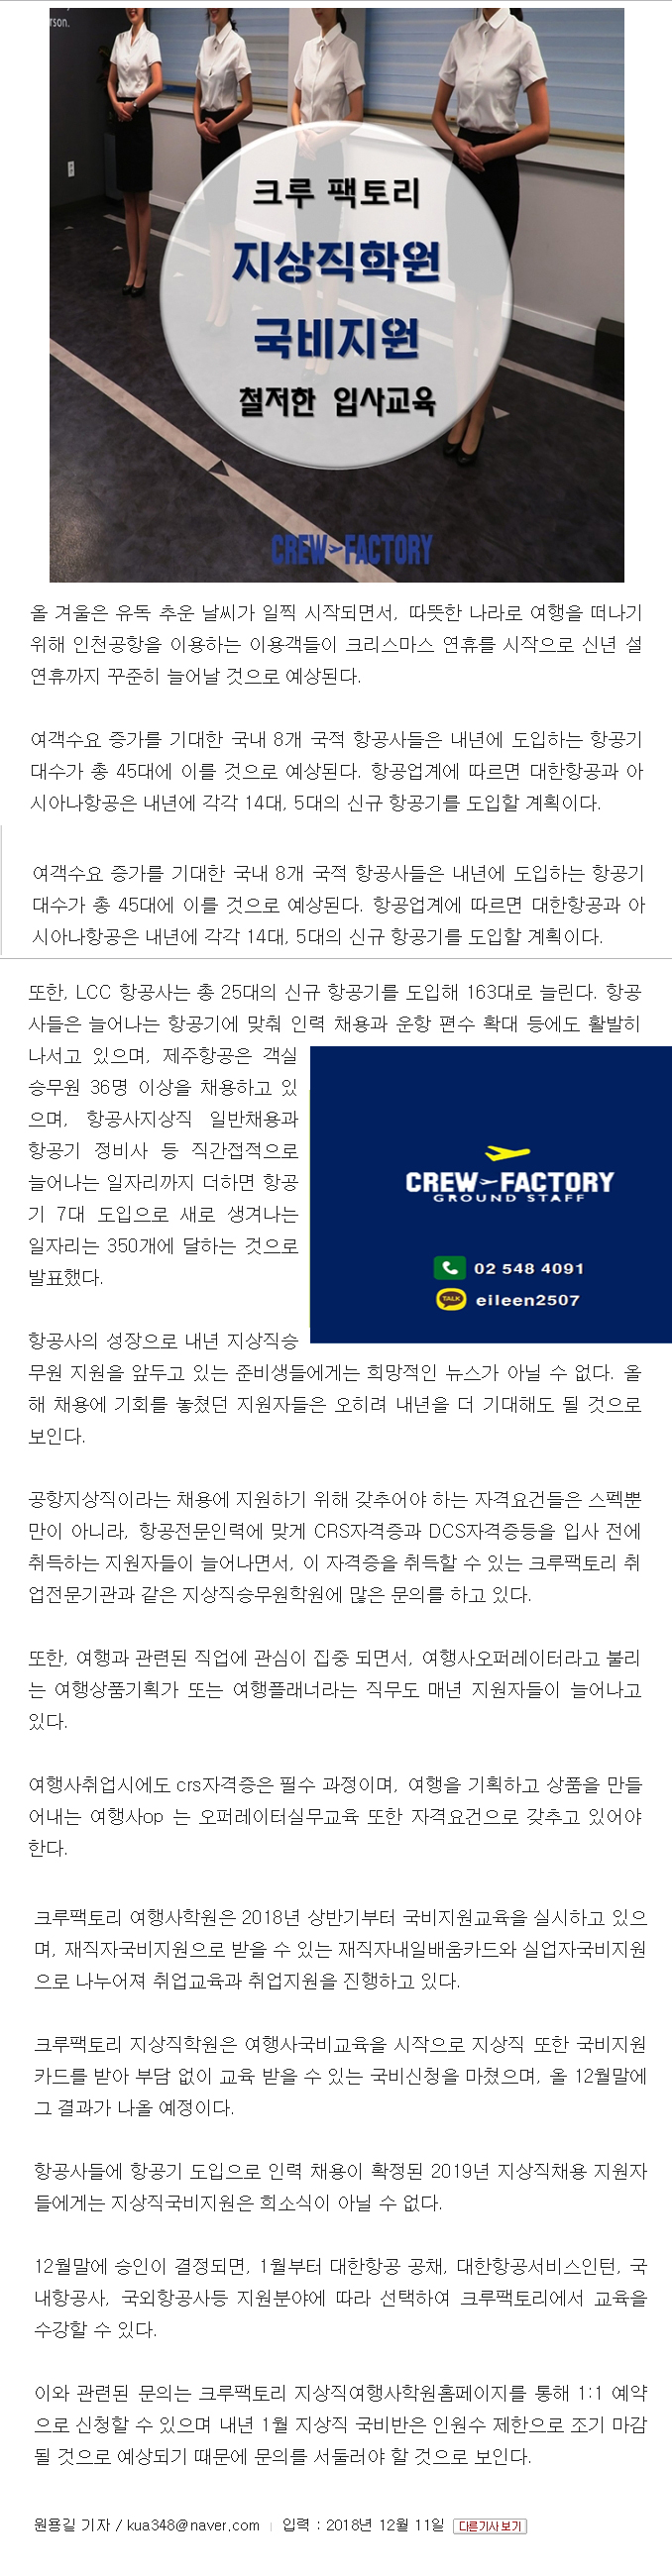 rson.
크루 팩토리
지상직학원
국비지원
철저한 입사교육
CREW FACTORY
올 겨울은 유독 추운 날씨가 일찍 시작되면서, 따뜻한 나라로 여행을 떠나기
위해 인천공항을 이용하는 이용객들이 크리스마스 연휴를 시작으로 신년 설
연휴까지 꾸준히 늘어날 것으로 예상된다.
여객수요 증가를 기대한 국내 8개 국적 항공사들은 내년에 도입하는 항공기
대수가 총 45대에 이를 것으로 예상된다. 항공업계에 따르면 대한항공과 아
시아나항공은 내년에 각각 14대, 5대의 신규 항공기를 도입할 계획이다.
여객수요 증가를 기대한 국내 8개 국적 항공사들은 내년에 도입하는 항공기
대수가 총 45대에 이를 것으로 예상된다. 항공업계에 따르면 대한항공과 아
시아나항공은 내년에 각각 14대, 5대의 신규 항공기를 도입할 계획이다.
또한, LCC 항공사는 총 25대의 신규 항공기를 도입해 163대로 늘린다. 항공
사들은 늘어나는 항공기에 맞춰 인력 채용과 운항 편수 확대 등에도 활발히
나서고 있으며, 제주항공은 객실
승무원 36명 이상을 채용하고 있
으며, 항공사지상직 일반채용과
항공기 정비사 등 직간접적으로
늘어나는 일자리까지 더하면 항공
기 7대 도입으로 새로 생겨나는
일자리는 350개에 달하는 것으로
발표했다.
CREW FACTORY
GROUND STAFF
02 548 4091
TALK eileen2507
항공사의 성장으로 내년 지상직승
무원 지원을 앞두고 있는 준비생들에게는 희망적인 뉴스가 아닐 수 없다. 올
해 채용에 기회를 놓쳤던 지원자들은 오히려 내년을 더 기대해도 될 것으로
보인다.
공항지상직이라는 채용에 지원하기 위해 갖추어야 하는 자격요건들은 스펙뿐
만이 아니라, 항공전문인력에 맞게 CRS자격증과 DCS자격증등을 입사 전에
취득하는 지원자들이 늘어나면서, 이 자격증을 취득할 수 있는 크루팩토리 취
업전문기관과 같은 지상직승무원학원에 많은 문의를 하고 있다.
또한, 여행과 관련된 직업에 관심이 집중 되면서, 여행사오퍼레이터라고 불리
는 여행상품기획가 또는 여행플래너라는 직무도 매년 지원자들이 늘어나고
있다.
여행사취업시에도 crs자격증은 필수 과정이며, 여행을 기획하고 상품을 만들
어내는 여행사op 는 오퍼레이터실무교육 또한 자격요건으로 갖추고 있어야
한다.
크루팩토리 여행사학원은 2018년 상반기부터 국비지원교육을 실시하고 있으
며, 재직자국비지원으로 받을 수 있는 재직자내일배움카드와 실업자국비지원
으로 나누어져 취업교육과 취업지원을 진행하고 있다.
크루팩토리 지상직학원은 여행사국비교육을 시작으로 지상직 또한 국비지원
카드를 받아 부담 없이 교육 받을 수 있는 국비신청을 마쳤으며, 올 12월말에
그 결과가 나올 예정이다.
항공사들에 항공기 도입으로 인력 채용이 확정된 2019년 지상직채용 지원자
들에게는 지상직국비지원은 희소식이 아닐 수 없다.
12월말에 승인이 결정되면, 1월부터 대한항공 공채, 대한항공서비스인턴, 국
내항공사, 국외항공사등 지원분야에 따라 선택하여 크루팩토리에서 교육을
수강할 수 있다.
이와 관련된 문의는 크루팩토리 지상직여행사학원홈페이지를 통해 1:1 예약
으로 신청할 수 있으며 내년 1월 지상직 국비반은 인원수 제한으로 조기 마감
될 것으로 예상되기 때문에 문의를 서둘러야 할 것으로 보인다.
원용길 기자 / kua348@naver.com | 입력 : 2018년 12월 11일 다른기사 보기